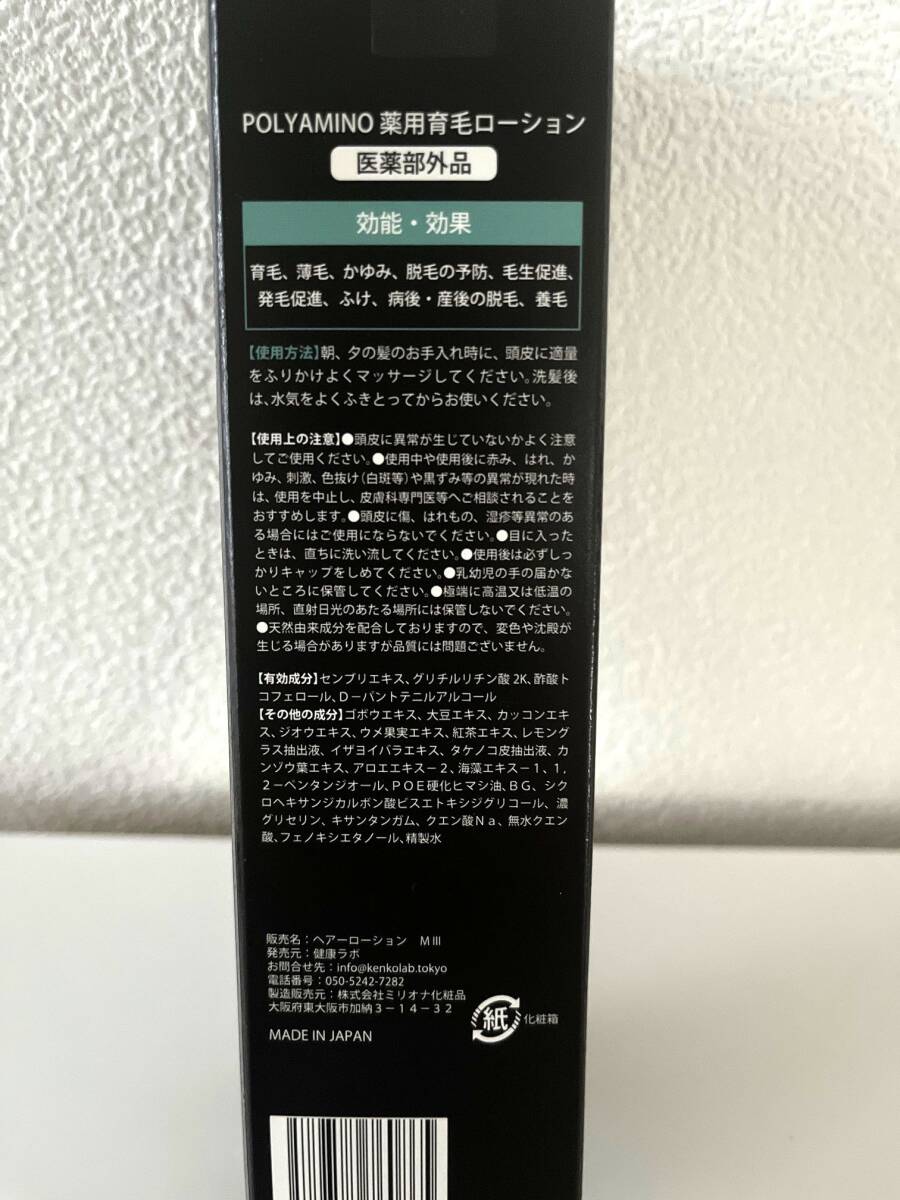 POLYAMINO 薬用育毛ローション
医薬部外品
効能・効果
育毛、薄毛、かゆみ、脱毛の予防、毛生促進、
発毛促進、ふけ、病後・産後の脱毛、養毛
【使用方法】朝、夕の髪のお手入れ時に、頭皮に適量
をふりかけよくマッサージしてください。洗髪後
は、水気をよくふきとってからお使いください。
【使用上の注意】●頭皮に異常が生じていないかよく注意
してご使用ください。●使用中や使用後に赤み、はれ、か
ゆみ、刺激、色抜け（白斑等）や黒ずみ等の異常が現れた時
は、使用を中止し、皮膚科専門医等へご相談されることを
おすすめします。●頭皮に傷、はれもの、湿疹等異常のあ
る場合にはご使用にならないでください。●目に入った
ときは、直ちに洗い流してください。●使用後は必ずしっ
かりキャップをしめてください。●乳幼児の手の届かな
いところに保管してください。●極端に高温又は低温の
場所、直射日光のあたる場所には保管しないでください。
●天然由来成分を配合しておりますので、変色や沈殿が
生じる場合がありますが品質には問題ございません。
【有効成分】センブリエキス、グリチルリチン酸2K、酢酸ト
コフェロール、D－パントテニルアルコール
【その他の成分】ゴボウエキス、大豆エキス、カッコンエキ
ス、ジオウエキス、ウメ果実エキス、紅茶エキス、レモング
ラス抽出液、イザヨイバラエキス、タケノコ皮抽出液、カ
ンゾウ葉エキス、アロエエキス－2、海藻エキス－1、1，
2－ペンタンジオール、ＰＯＥ硬化ヒマシ油、ＢＧ、シク
ロヘキサンジカルボン酸ビスエトキシジグリコール、濃
グリセリン、キサンタンガム、クエン酸Ｎａ、無水クエン
酸、フェノキシエタノール、精製水
販売名：ヘアーローション　MⅢ
発売元：健康ラボ
お問合せ先：info@kenkolab.tokyo
電話番号：050-5242-7282
製造販売元：株式会社ミリオナ化粧品
大阪府東大阪市加納３－１４－３２
紙 化粧箱
MADE IN JAPAN